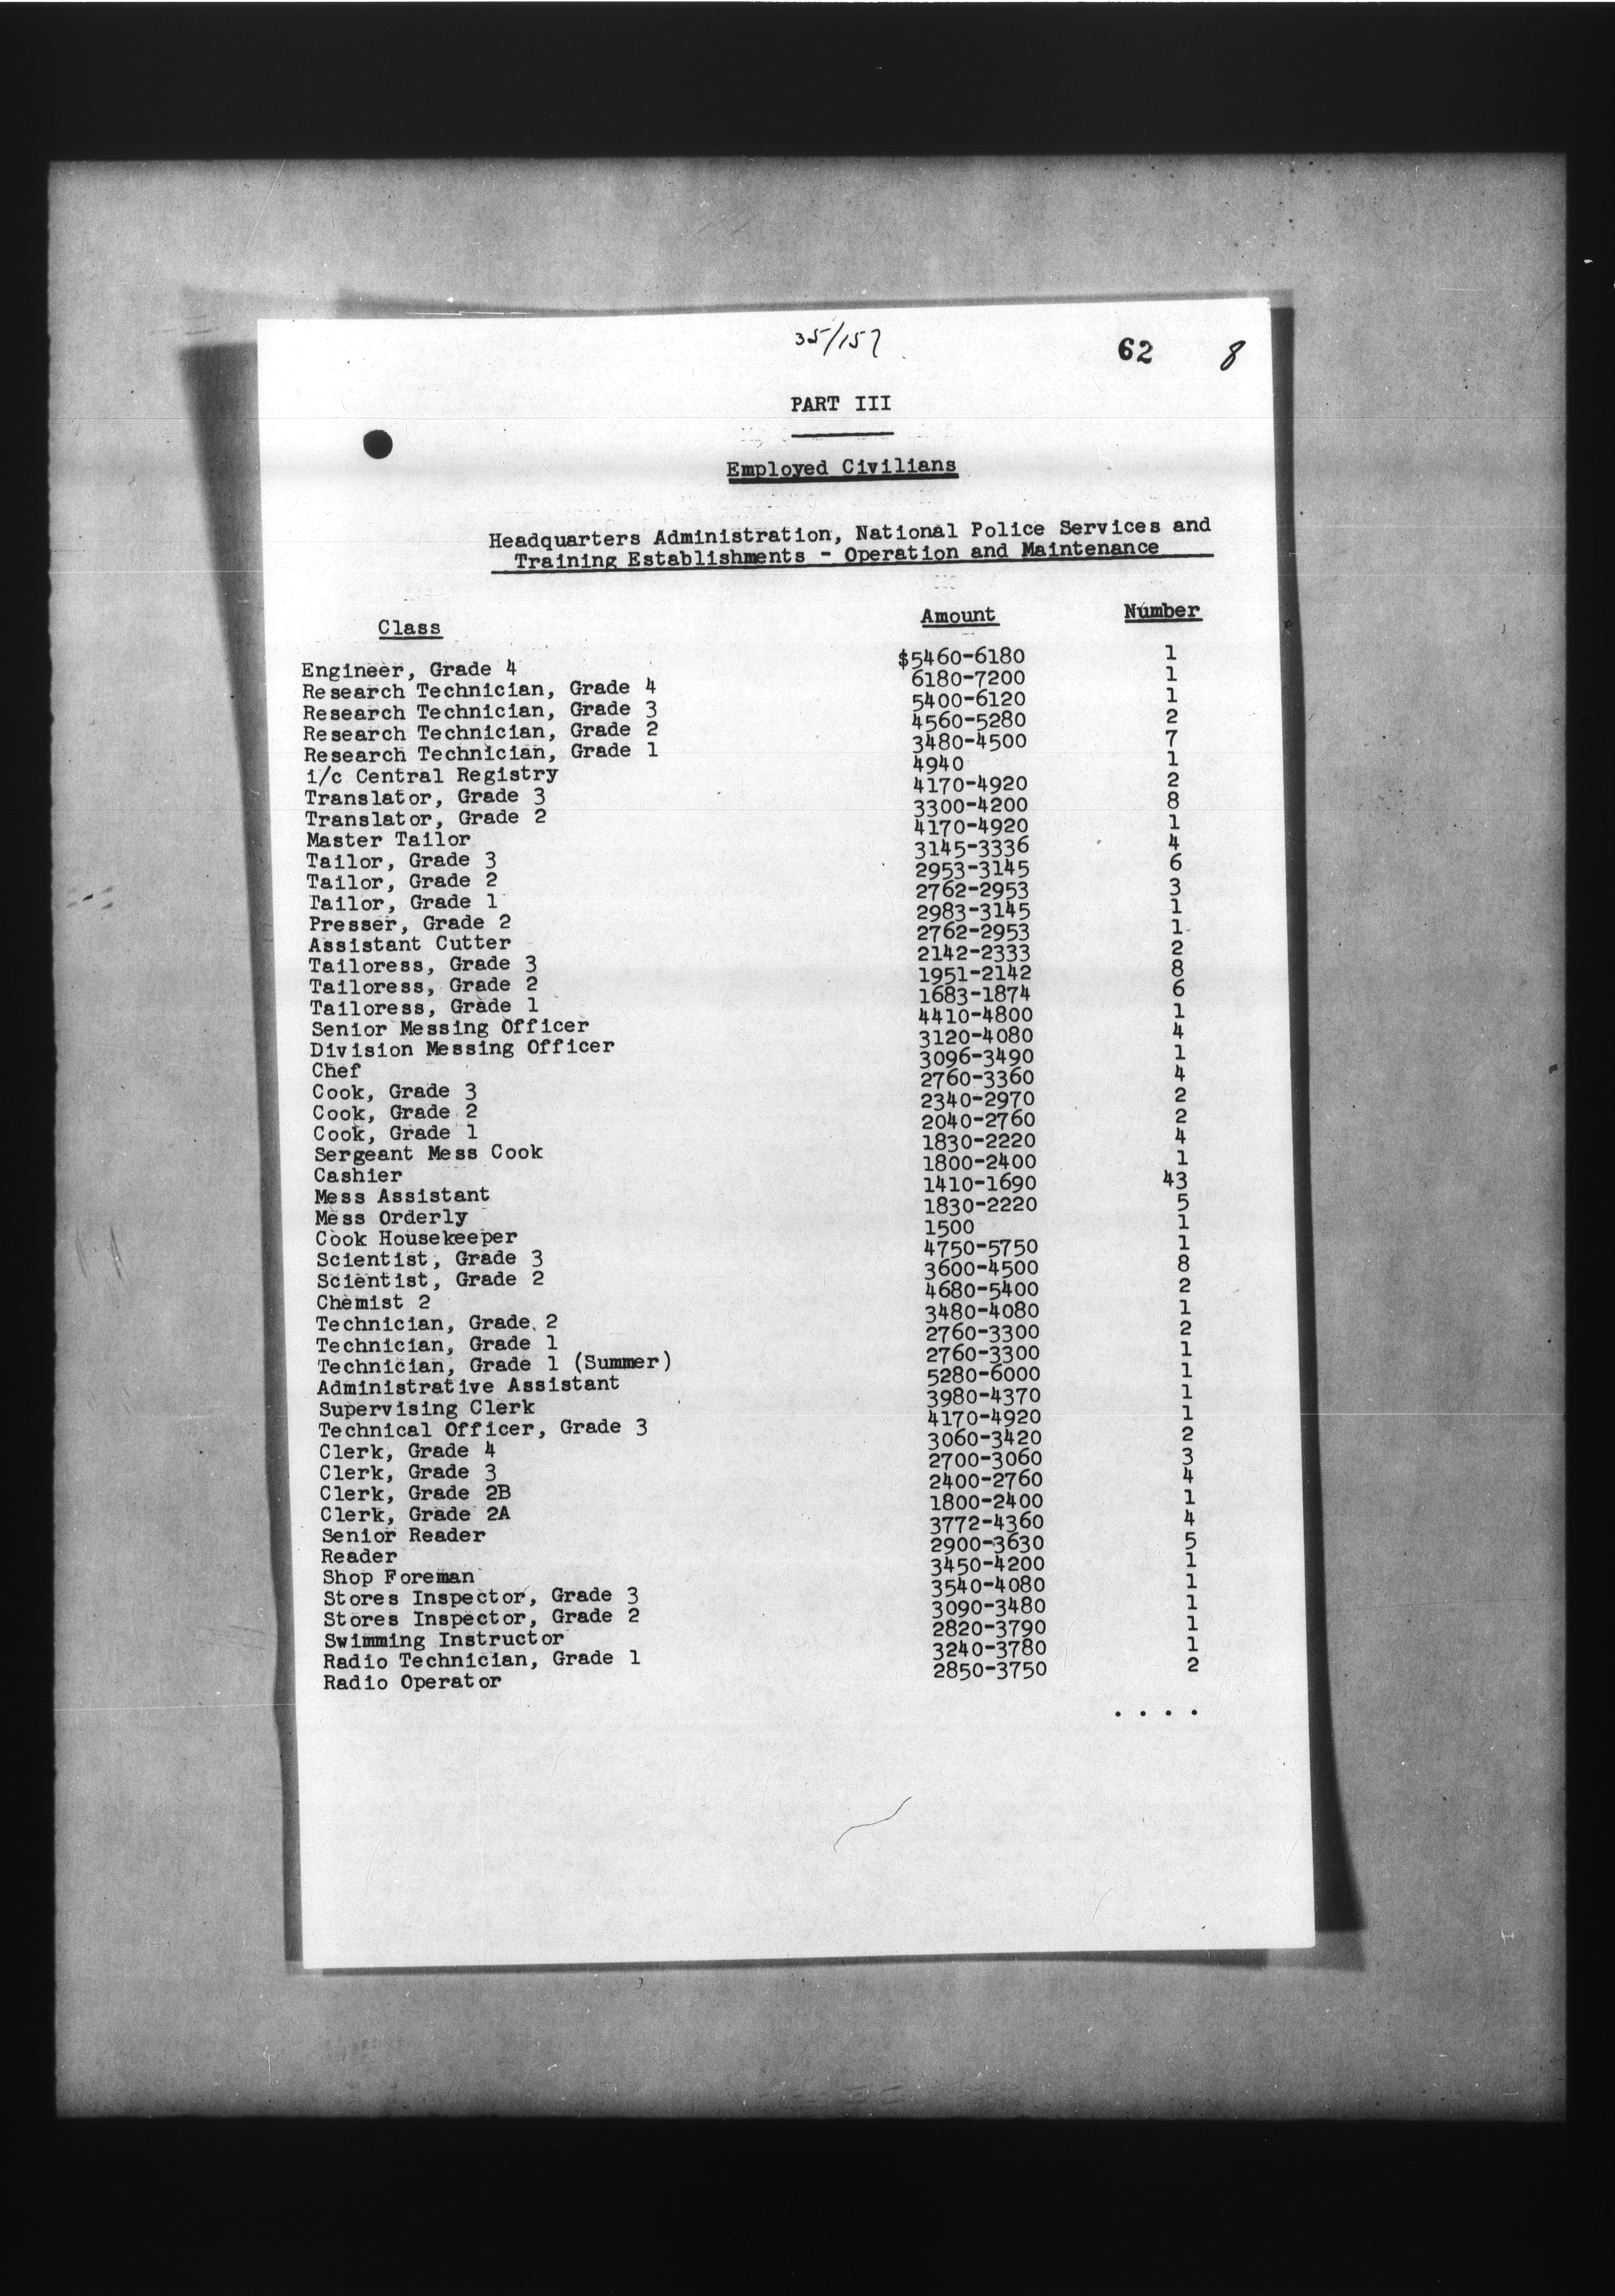 35/157
62 8
PART III
Employed Civilians
Headquarters Administration, National Police Services and
Training Establishments - Operation and Maintenance
Class Amount Number
Engineer, Grade 4 $5460-6180 1
Research Technician, Grade 4 6180-7200 1
Research Technician, Grade 3 5400-6120 1
Research Technician, Grade 2 4560-5280 2
Research Technician, Grade 1 3480-4500 7
i/c Central Registry 4940 1
Translator, Grade 3 4170-4920 2
Translator, Grade 2 3300-4200 8
Master Tailor 4170-4920 1
Tailor, Grade 3 3145-3336 4
Tailor, Grade 2 2953-3145 6
Tailor, Grade 1 2762-2953 3
Presser, Grade 2 2983-3145 1
Assistant Cutter 2762-2953 1
Tailoress, Grade 3 2142-2333 2
Tailoress, Grade 2 1951-2142 8
Tailoress, Grade 1 1683-1874 6
Senior Messing Officer 4410-4800 1
Division Messing Officer 3120-4080 4
Chef 3096-3490 1
Cook, Grade 3 2760-3360 4
Cook, Grade 2 2340-2970 2
Cook, Grade 1 2040-2760 2
Sergeant Mess Cook 1830-2220 4
Cashier 1800-2400 1
Mess Assistant 1410-1690 43
Mess Orderly 1830-2220 5
Cook Housekeeper 1500 1
Scientist, Grade 3 4750-5750 1
Scientist, Grade 2 3600-4500 8
Chemist 2 4680-5400 2
Technician, Grade 2 3480-4080 1
Technician, Grade 1 2760-3300 2
Technician, Grade 1 (Summer) 2760-3300 1
Administrative Assistant 5280-6000 1
Supervising Clerk 3980-4370 1
Technical Officer, Grade 3 4170-4920 1
Clerk, Grade 4 3060-3420 2
Clerk, Grade 3 2700-3060 3
Clerk, Grade 2B 2400-2760 4
Clerk, Grade 2A 1800-2400 1
Senior Reader 3772-4360 4
Reader 2900-3630 5
Shop Foreman 3450-4200 1
Stores Inspector, Grade 3 3540-4080 1
Stores Inspector, Grade 2 3090-3480 1
Swimming Instructor 2820-3790 1
Radio Technician, Grade 1 3240-3780 1
Radio Operator 2850-3750 2
. . . .